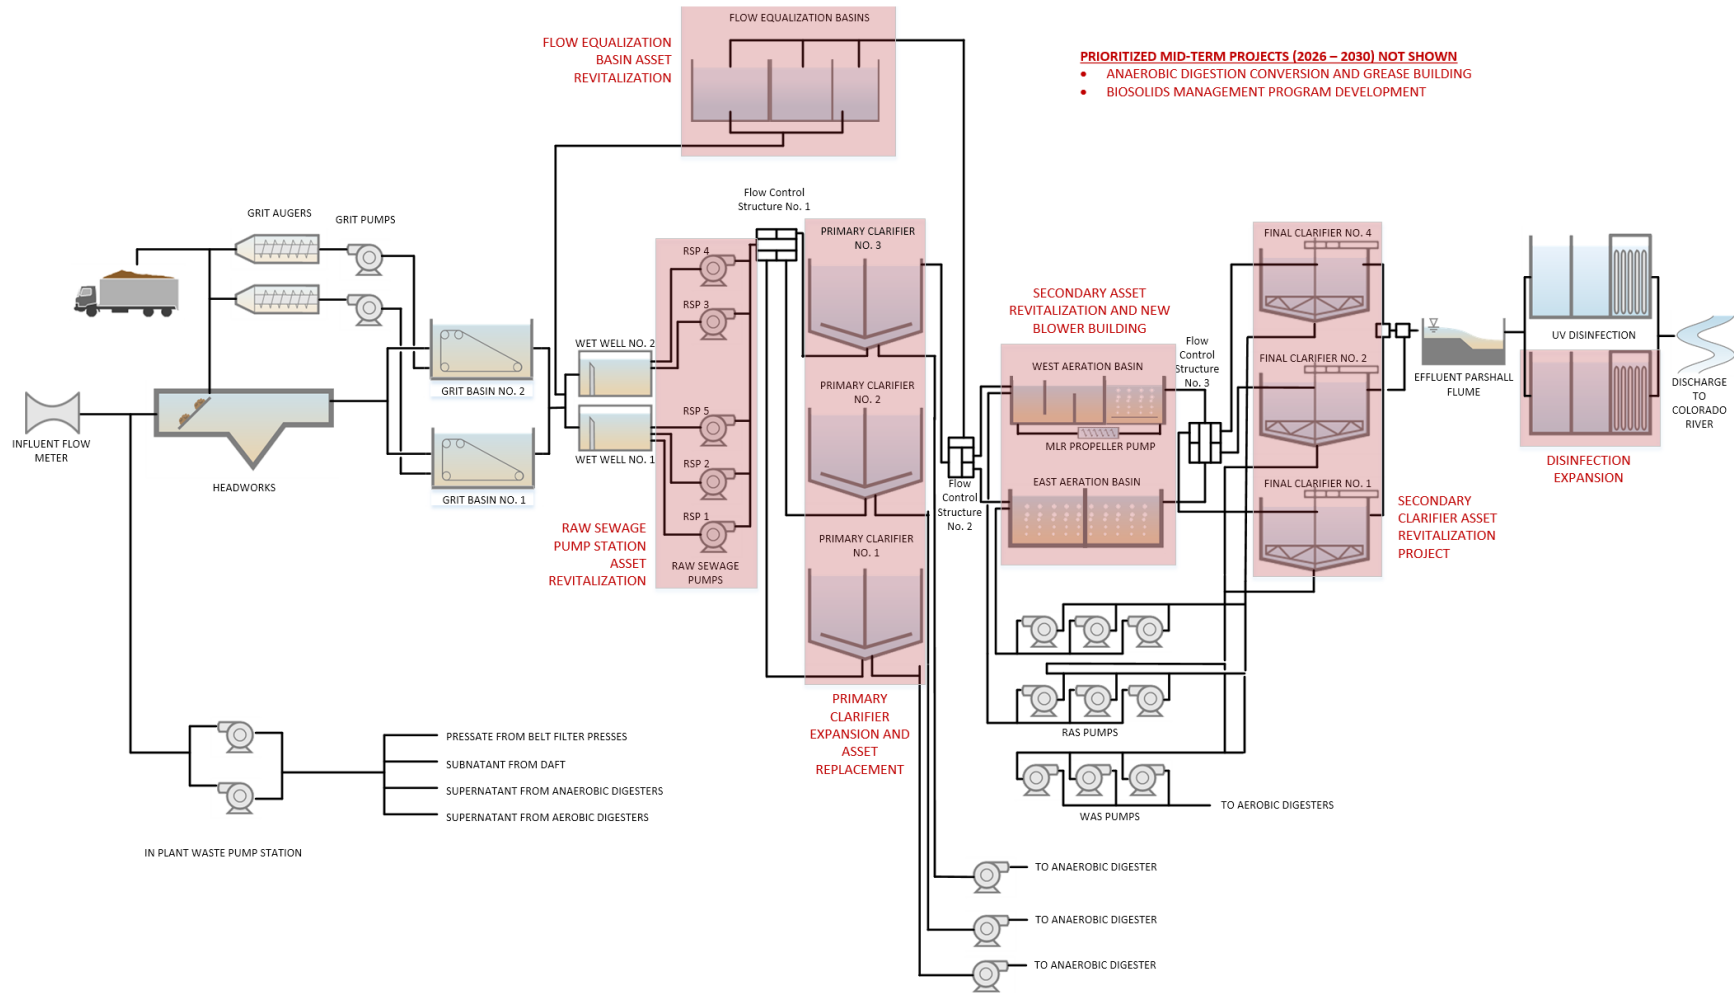 FLOW EQUALIZATION BASINS
FLOW EQUALIZATION
BASIN ASSET
REVITALIZATION
PRIORITIZED MID-TERM PROJECTS (2026 – 2030) NOT SHOWN
• ANAEROBIC DIGESTION CONVERSION AND GREASE BUILDING
• BIOSOLIDS MANAGEMENT PROGRAM DEVELOPMENT
GRIT AUGERS
GRIT PUMPS
Flow Control
Structure No. 1
RSP 4
RSP 3
RSP 5
RSP 2
RSP 1
RAW SEWAGE
PUMPS
RAW SEWAGE
PUMP STATION
ASSET
REVITALIZATION
WET WELL NO. 2
WET WELL NO. 1
GRIT BASIN NO. 2
GRIT BASIN NO. 1
INFLUENT FLOW
METER
HEADWORKS
PRIMARY CLARIFIER
NO. 3
PRIMARY CLARIFIER
NO. 2
PRIMARY CLARIFIER
NO. 1
PRIMARY
CLARIFIER
EXPANSION AND
ASSET
REPLACEMENT
Flow
Control
Structure
No. 2
SECONDARY ASSET
REVITALIZATION AND NEW
BLOWER BUILDING
WEST AERATION BASIN
MLR PROPELLER PUMP
EAST AERATION BASIN
Flow
Control
Structure
No. 3
FINAL CLARIFIER NO. 4
FINAL CLARIFIER NO. 2
FINAL CLARIFIER NO. 1
SECONDARY
CLARIFIER ASSET
REVITALIZATION
PROJECT
EFFLUENT PARSHALL
FLUME
UV DISINFECTION
DISINFECTION
EXPANSION
DISCHARGE
TO
COLORADO
RIVER
RAS PUMPS
WAS PUMPS
TO AEROBIC DIGESTERS
PRESSATE FROM BELT FILTER PRESSES
SUBNATANT FROM DAFT
SUPERNATANT FROM ANAEROBIC DIGESTERS
SUPERNATANT FROM AEROBIC DIGESTERS
IN PLANT WASTE PUMP STATION
TO ANAEROBIC DIGESTER
TO ANAEROBIC DIGESTER
TO ANAEROBIC DIGESTER